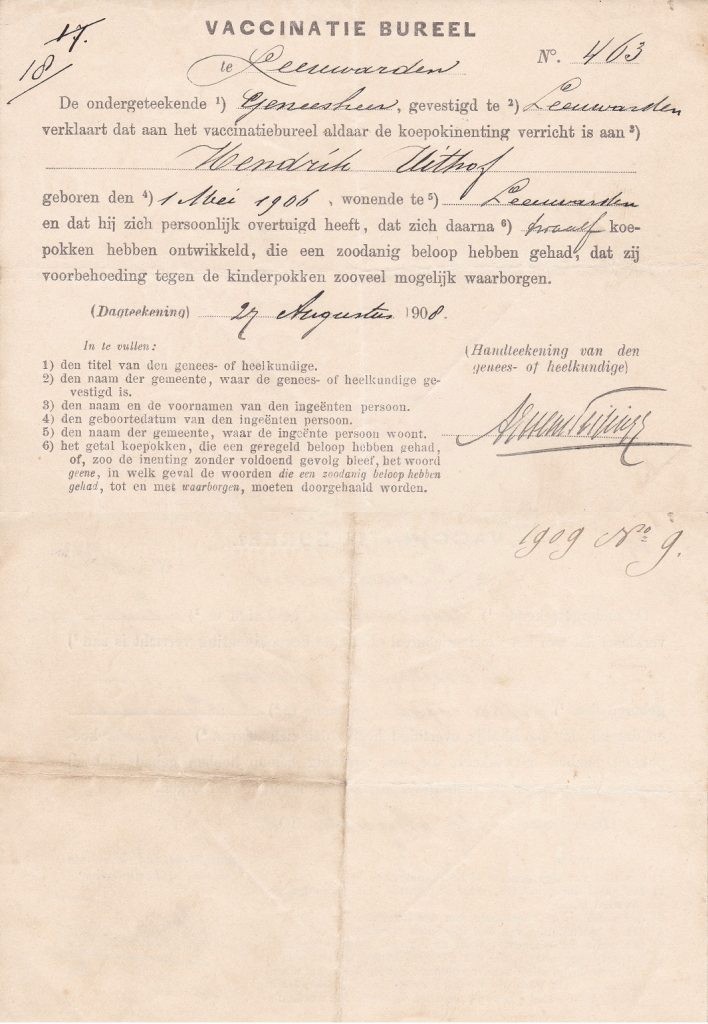 VACCINATIE BUREEL
17.
18/
te Leeuwarden
No. 463
De ondergeteekende 1) Geneesheer, gevestigd te 2) Leeuwarden
verklaart dat aan het vaccinatiebureel aldaar de koepokinenting verricht is aan 3)
Hendrik Uithof
geboren den 4) 1 Mei 1906, wonende te 5) Leeuwarden
en dat hij zich persoonlijk overtuigd heeft, dat zich daarna 6) twaalf koe-
pokken hebben ontwikkeld, die een zoodanig beloop hebben gehad, dat zij
voorbehoeding tegen de kinderpokken zooveel mogelijk waarborgen.
(Dagteekening) 27 Augustus 1908.
In te vullen:
1) den titel van den genees- of heelkundige.
2) den naam der gemeente, waar de genees- of heelkundige ge-
vestigd is.
3) den naam en de voornamen van den ingeënten persoon.
4) den geboortedatum van den ingeënten persoon.
5) den naam der gemeente, waar de ingeënte persoon woont.
6) het getal koepokken, die een geregeld beloop hebben gehad,
of, zoo de inenting zonder voldoend gevolg bleef, het woord
geene, in welk geval de woorden die een zoodanig beloop hebben
gehad, tot en met waarborgen, moeten doorgehaald worden.
(Handteekening van den
genees- of heelkundige)
1909 No 9.